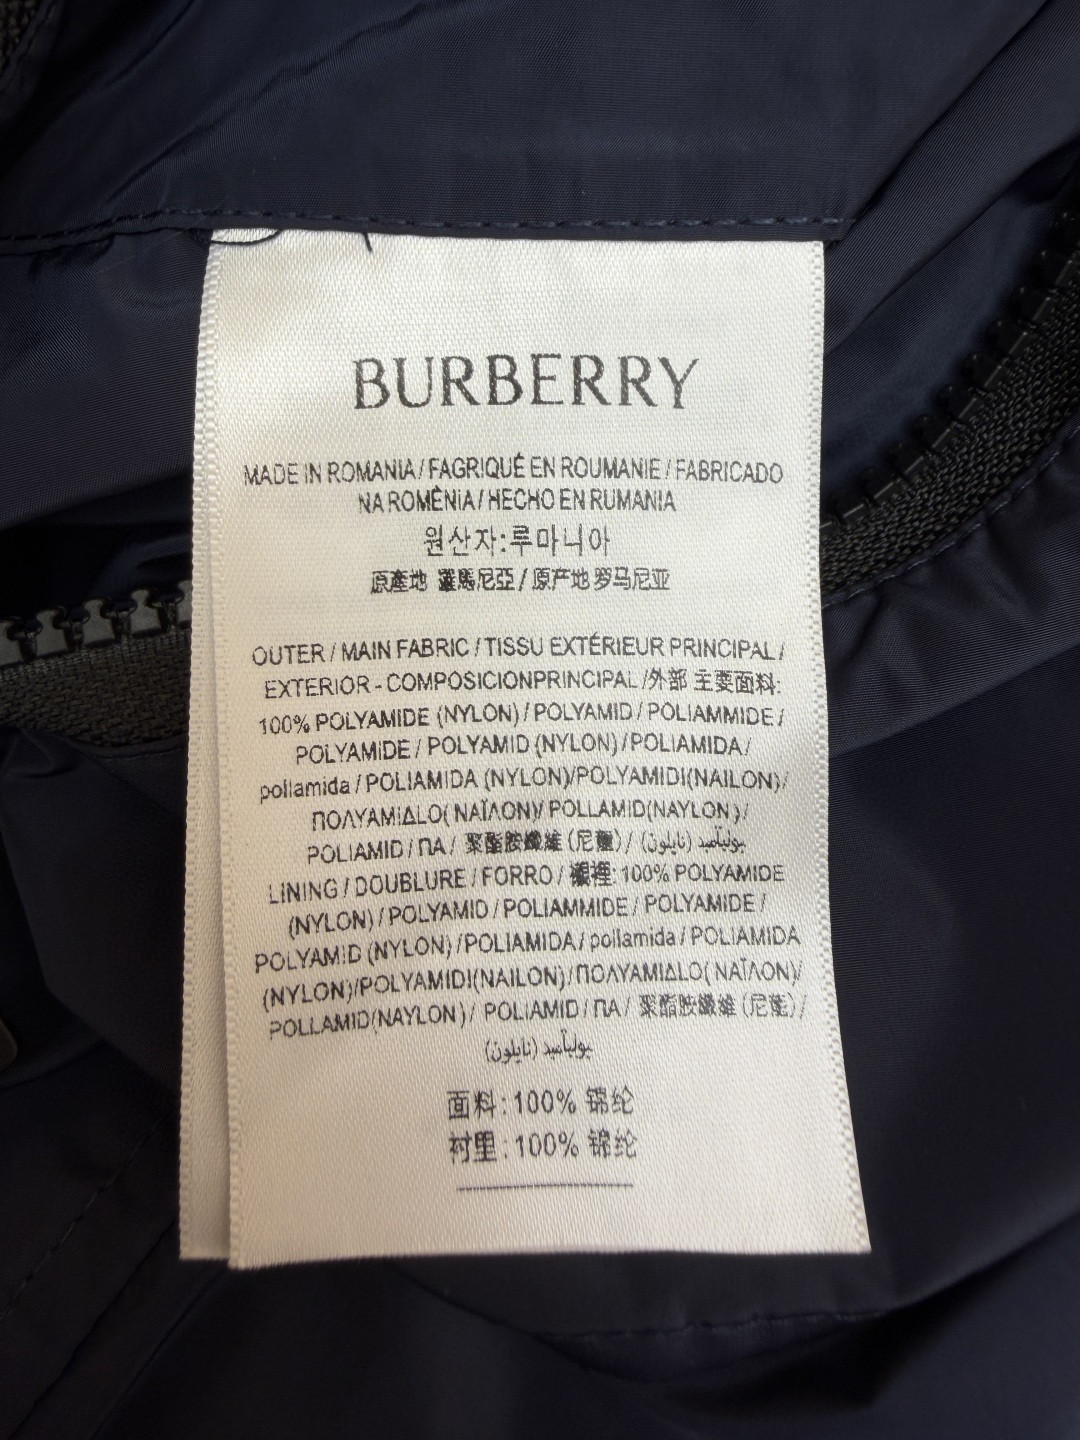 BURBERRY
MADE IN ROMANIA / FAGRIQUÉ EN ROUMANIE / FABRICADO
NA ROMÊNIA / HECHO EN RUMANIA
원산자:루마니아
原產地 羅馬尼亞 / 原产地 罗马尼亚
OUTER / MAIN FABRIC / TISSU EXTÉRIEUR PRINCIPAL /
EXTERIOR - COMPOSICIONPRINCIPAL /外部 主要面料:
100% POLYAMIDE (NYLON) / POLYAMID / POLIAMMIDE /
POLYAMIDE / POLYAMID (NYLON) /POLIAMIDA /
poliamida / POLIAMIDA (NYLON)/POLYAMIDI(NAILON)/
ΠΟΛΥΑΜΙΔLO( ΝΑΪΛΟΝ)/ POLLAMID(NAYLON) /
POLIAMID / ПА / 聚酯胺纖維 (尼龍) / (نايلون)
LINING / DOUBLURE / FORRO / 襯裡: 100% POLYAMIDE
(NYLON) / POLYAMID / POLIAMMIDE / POLYAMIDE /
POLYAMID (NYLON) /POLIAMIDA / poliamida / POLIAMIDA
(NYLON)/POLYAMIDI(NAILON)/ΠΟΛΥΑΜΙΔLO( ΝΑΪΛΟΝ)/
POLLAMID(NAYLON) / POLIAMID / ПА / 聚酯胺纖維 (尼龍) /
(نايلون)
面料: 100% 锦纶
衬里: 100% 锦纶